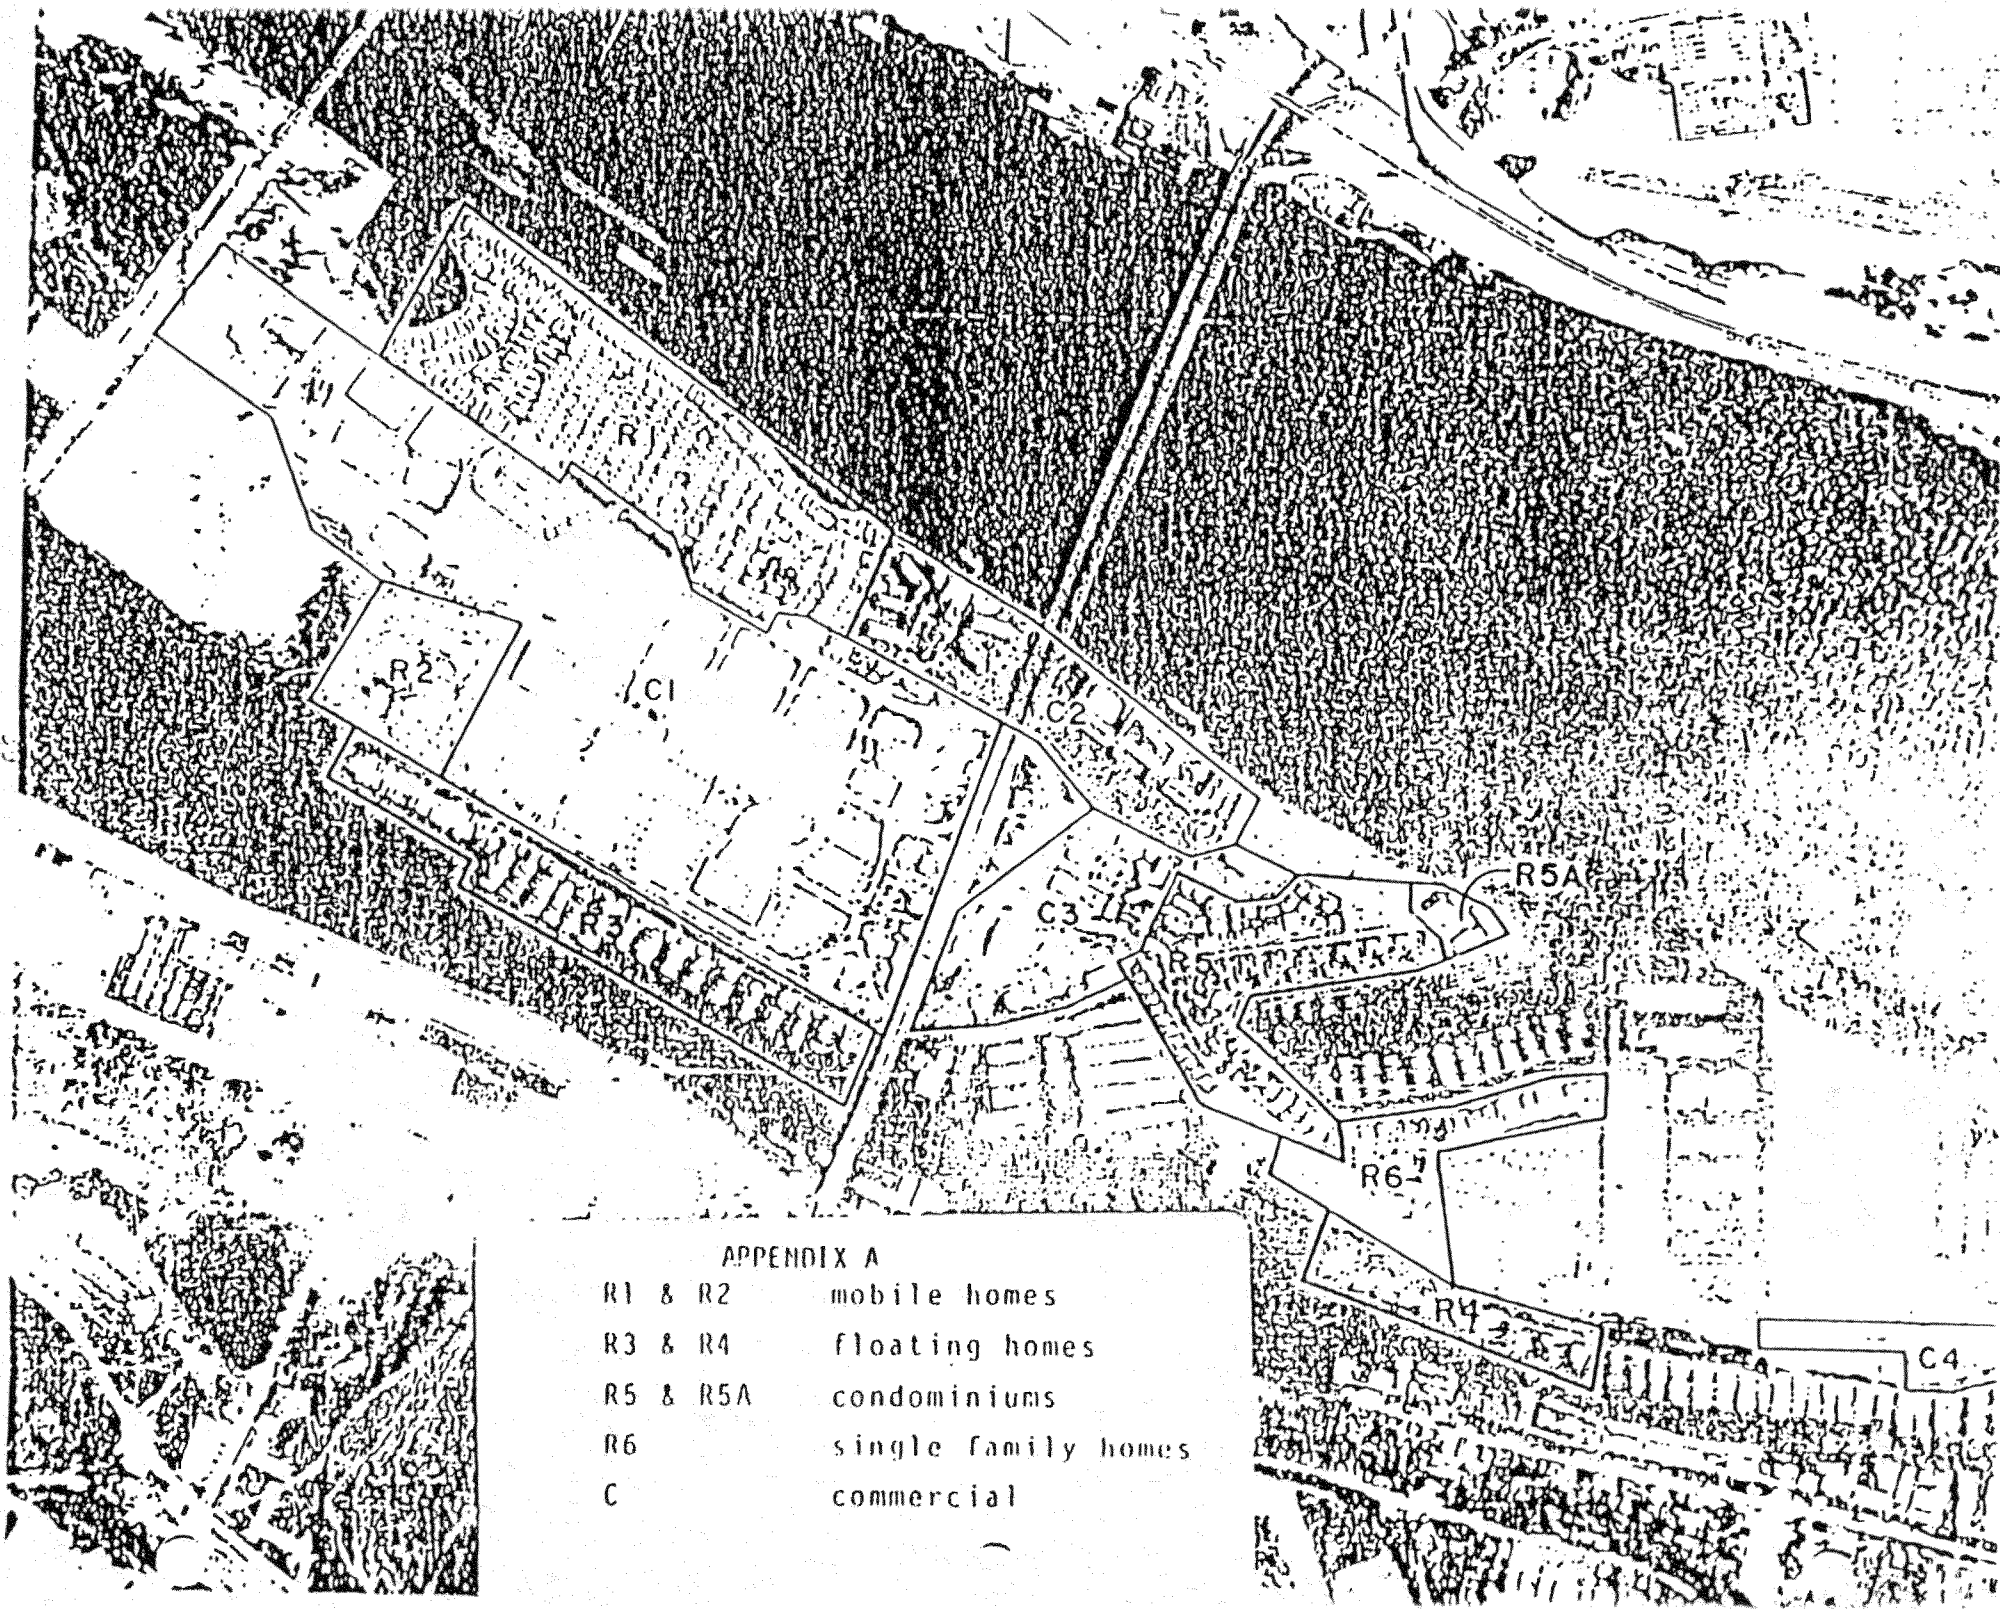 R1
R2
C1
C2
R5A
C3
R3
R5
R6
R4
C4
APPENDIX A
R1 & R2 mobile homes
R3 & R4 floating homes
R5 & R5A condominiums
R6 single family homes
C commercial